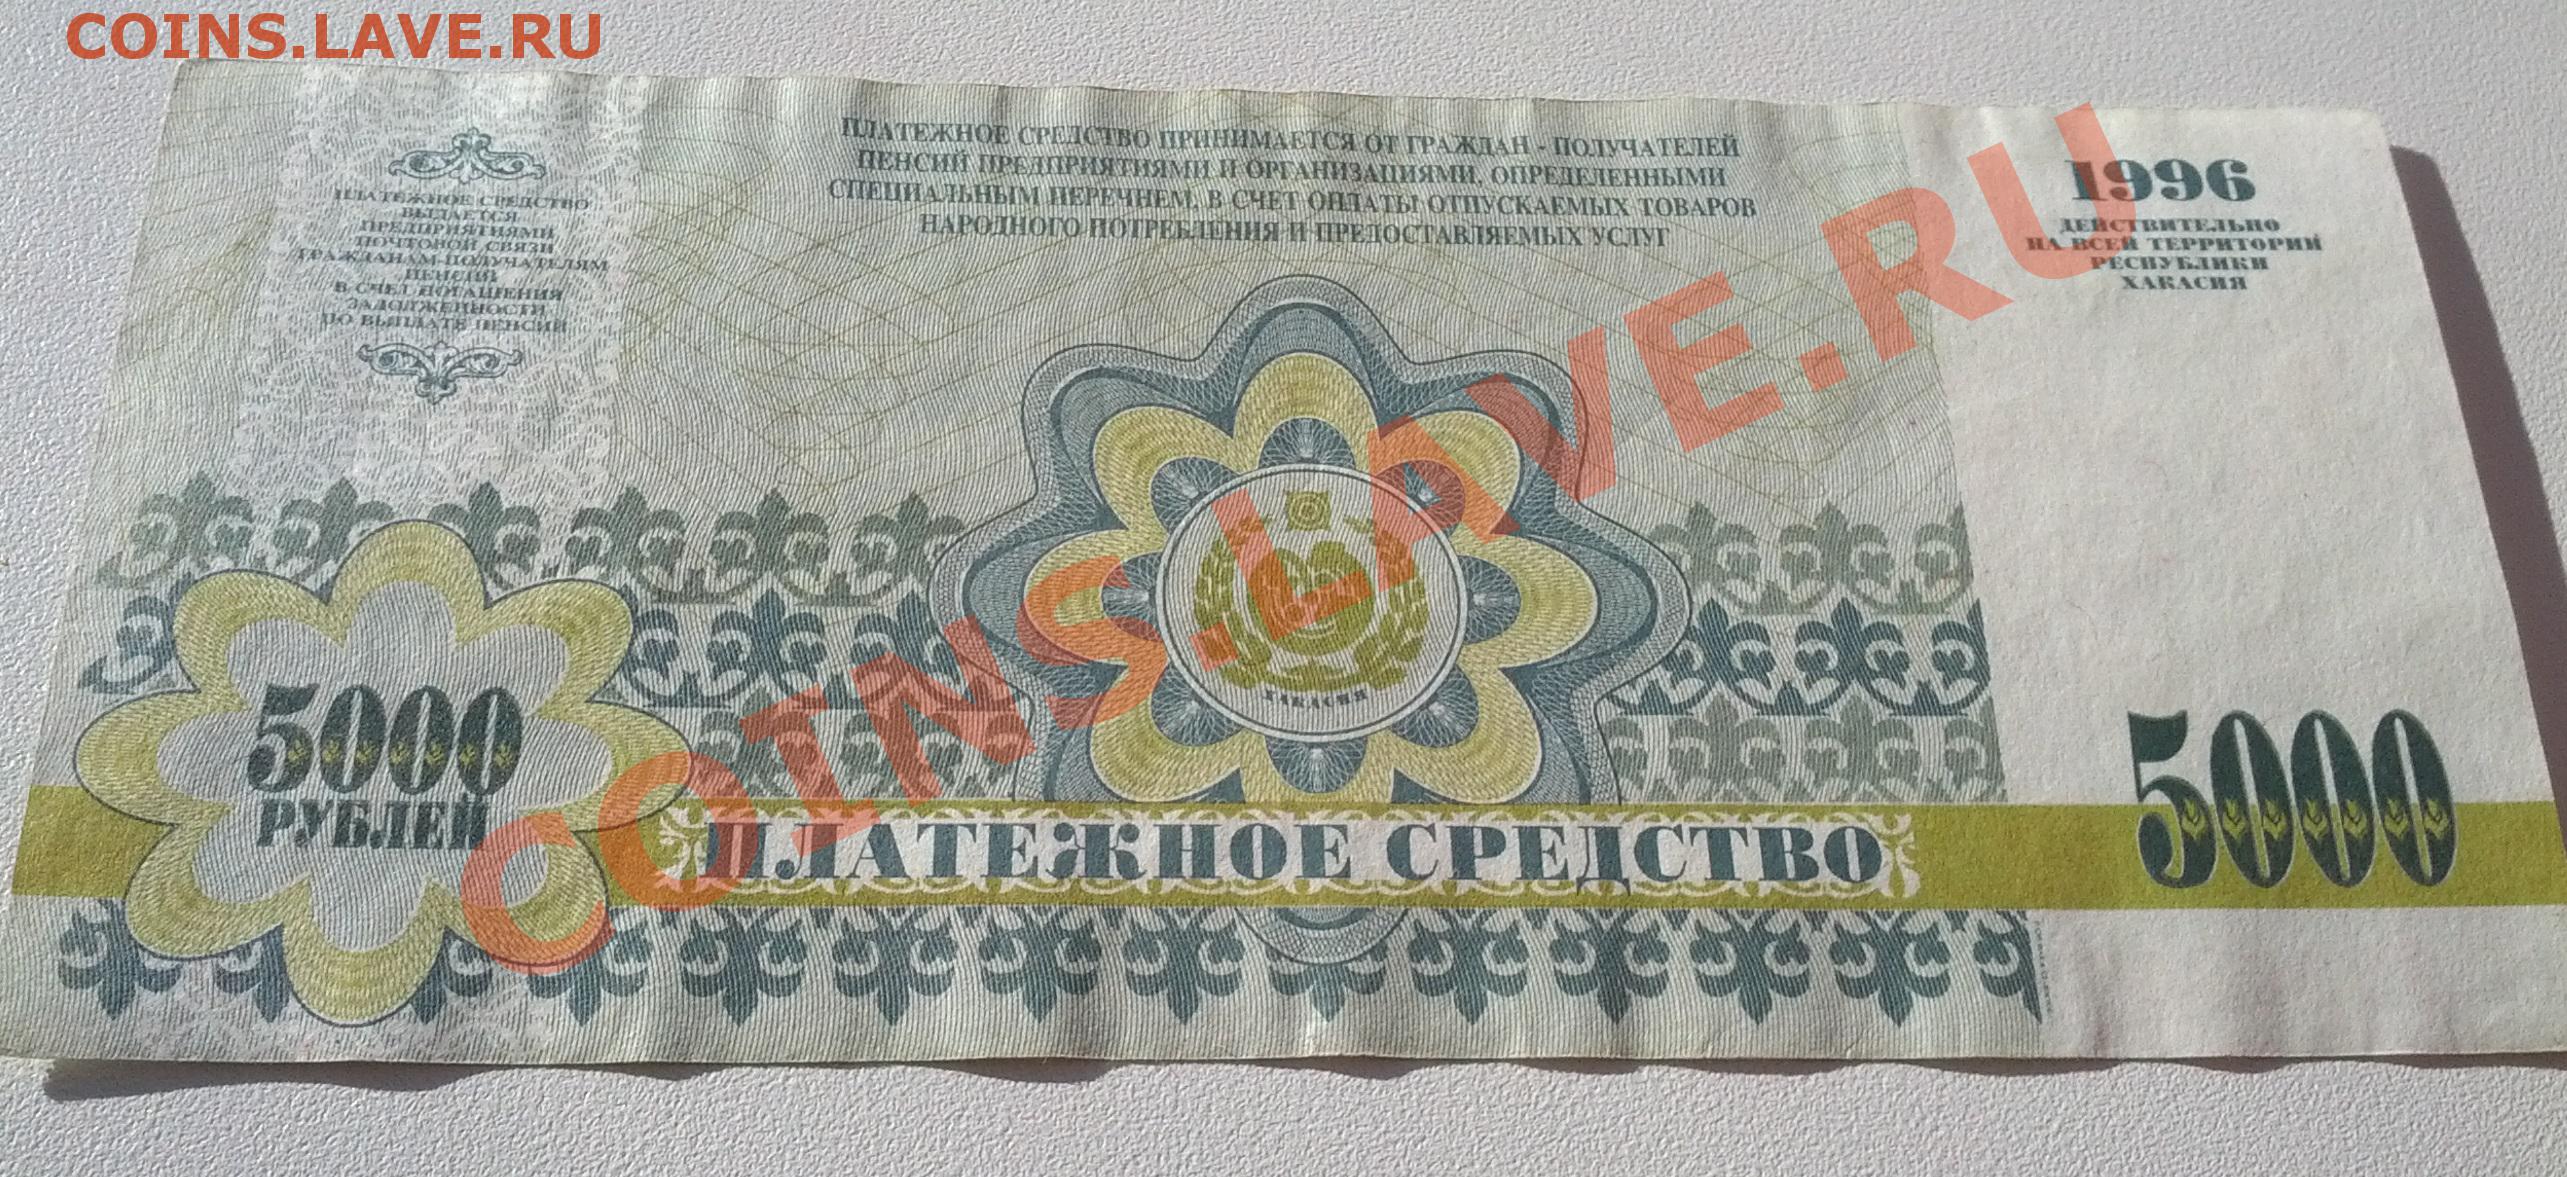 COINS.LAVE.RU
ПЛАТЕЖНОЕ СРЕДСТВО
ВЫДАЕТСЯ
ПРЕДПРИЯТИЯМИ
ПОЧТОВОЙ СВЯЗИ
ГРАЖДАНАМ-ПОЛУЧАТЕЛЯМ
ПЕНСИЙ
В СЧЕТ ПОГАШЕНИЯ
ЗАДОЛЖЕННОСТИ
ПО ВЫПЛАТЕ ПЕНСИЙ
ПЛАТЕЖНОЕ СРЕДСТВО ПРИНИМАЕТСЯ ОТ ГРАЖДАН - ПОЛУЧАТЕЛЕЙ
ПЕНСИЙ ПРЕДПРИЯТИЯМИ И ОРГАНИЗАЦИЯМИ, ОПРЕДЕЛЕННЫМИ
СПЕЦИАЛЬНЫМ ПЕРЕЧНЕМ, В СЧЕТ ОПЛАТЫ ОТПУСКАЕМЫХ ТОВАРОВ
НАРОДНОГО ПОТРЕБЛЕНИЯ И ПРЕДОСТАВЛЯЕМЫХ УСЛУГ
1996
ДЕЙСТВИТЕЛЬНО
НА ВСЕЙ ТЕРРИТОРИИ
РЕСПУБЛИКИ
ХАКАСИЯ
COINS.LAVE.RU
ХАКАСИЯ
5000
РУБЛЕЙ
ПЛАТЕЖНОЕ СРЕДСТВО
5000